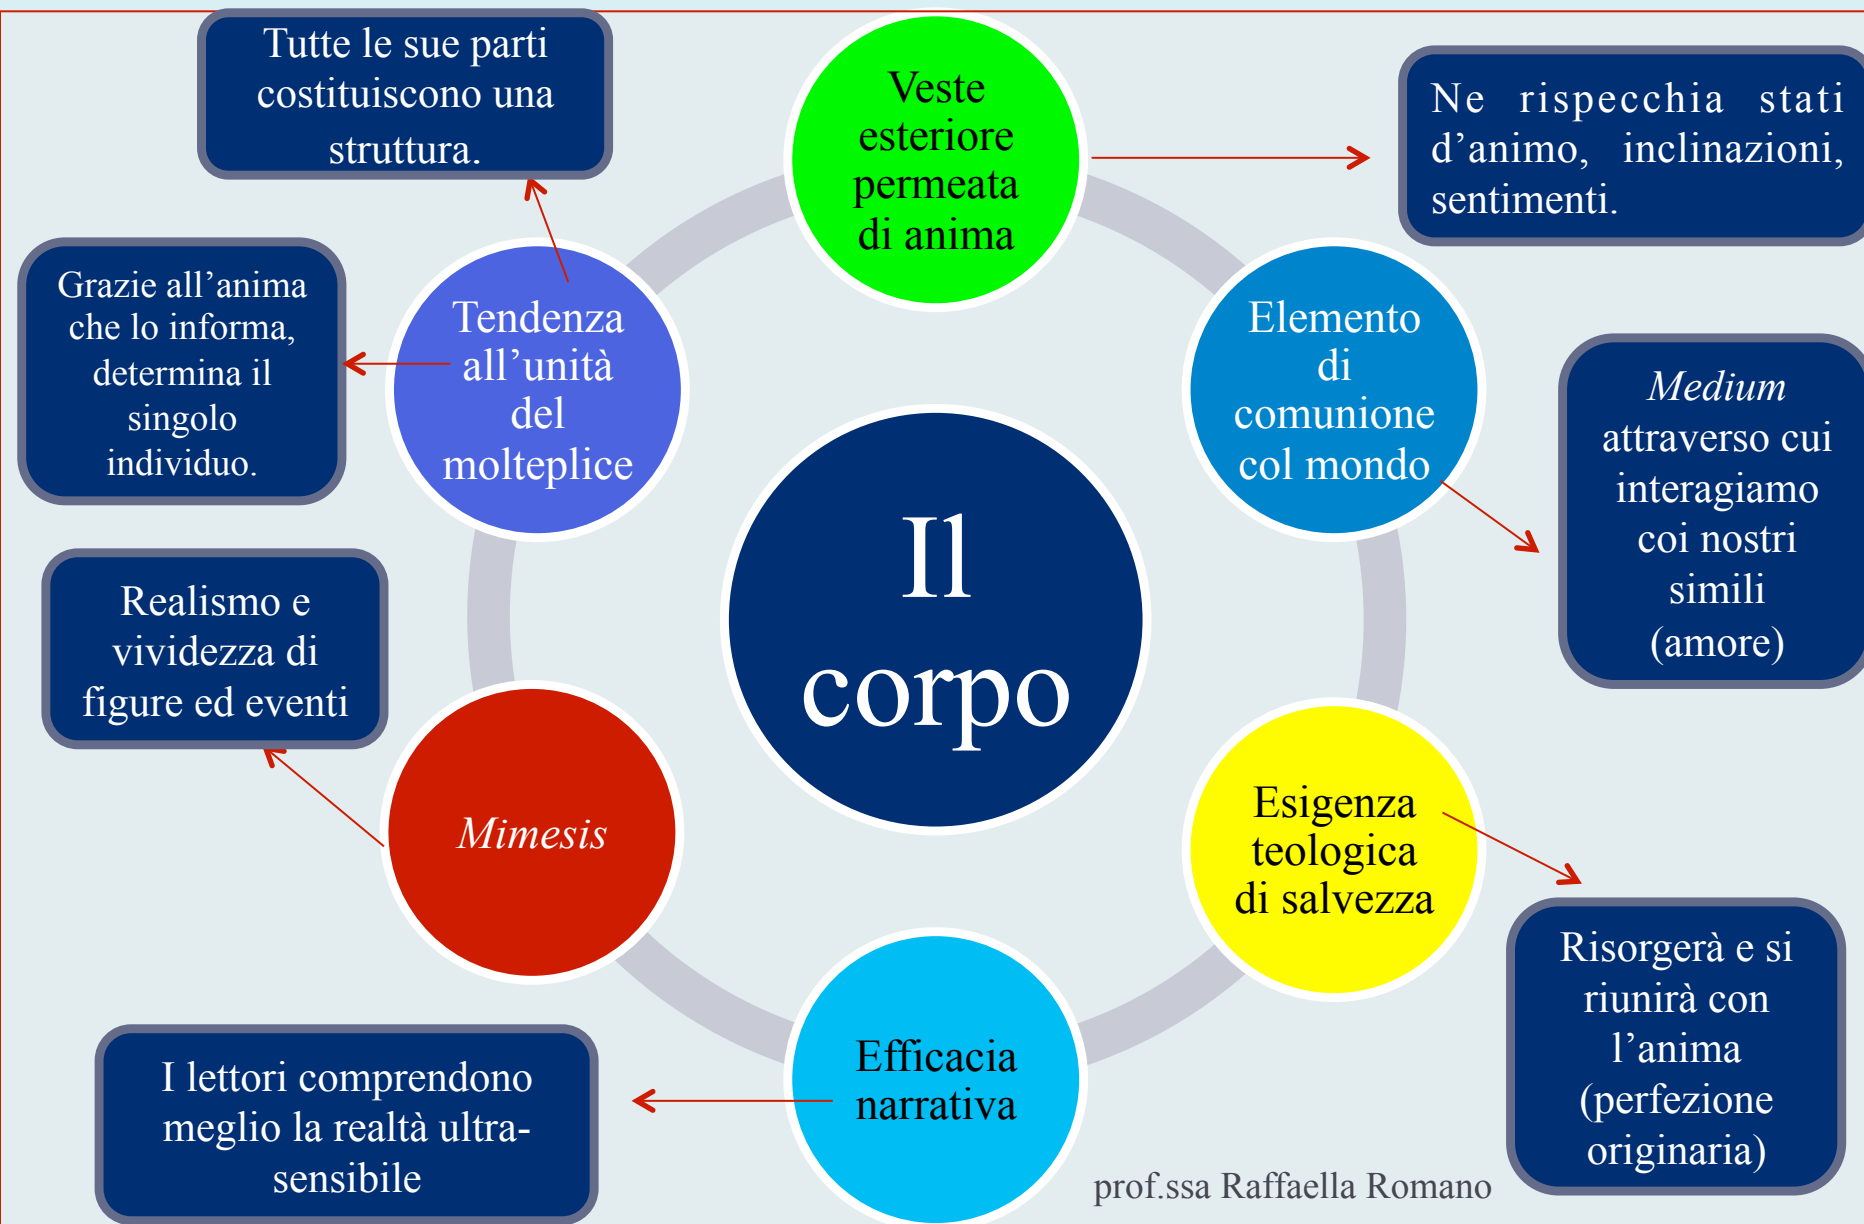 Tutte le sue parti
costituiscono una
struttura.
Veste
esteriore
permeata
di anima
Ne rispecchia stati
d’animo, inclinazioni,
sentimenti.
Grazie all’anima
che lo informa,
determina il
singolo
individuo.
Tendenza
all’unità
del
molteplice
Elemento
di
comunione
col mondo
Medium
attraverso cui
interagiamo
coi nostri
simili
(amore)
Il
corpo
Realismo e
vividezza di
figure ed eventi
Mimesis
Esigenza
teologica
di salvezza
Risorgerà e si
riunirà con
l’anima
(perfezione
originaria)
Efficacia
narrativa
I lettori comprendono
meglio la realtà ultra-
sensibile
prof.ssa Raffaella Romano